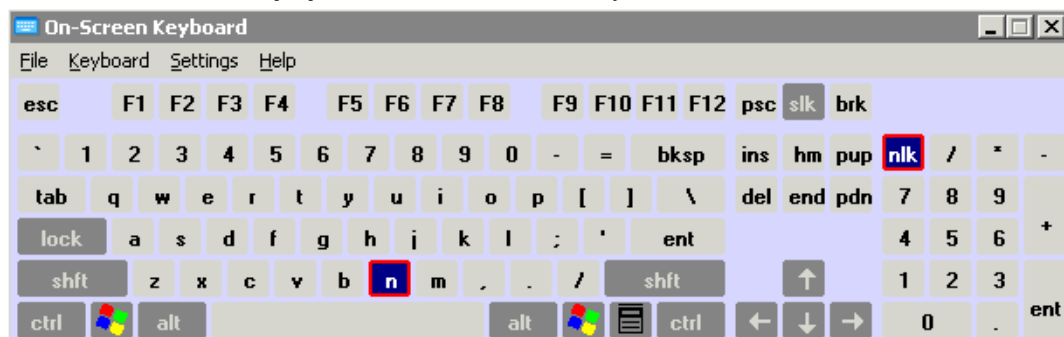 On-Screen Keyboard
File Keyboard Settings Help
esc F1 F2 F3 F4 F5 F6 F7 F8 F9 F10 F11 F12 psc slk brk
` 1 2 3 4 5 6 7 8 9 0 - = bksp ins hm pup nlk / * -
tab q w e r t y u i o p [ ] \ del end pdn 7 8 9 +
lock a s d f g h j k l ; ' ent 4 5 6
shft z x c v b n m , . / shft 1 2 3 ent
ctrl alt alt ctrl 0 .